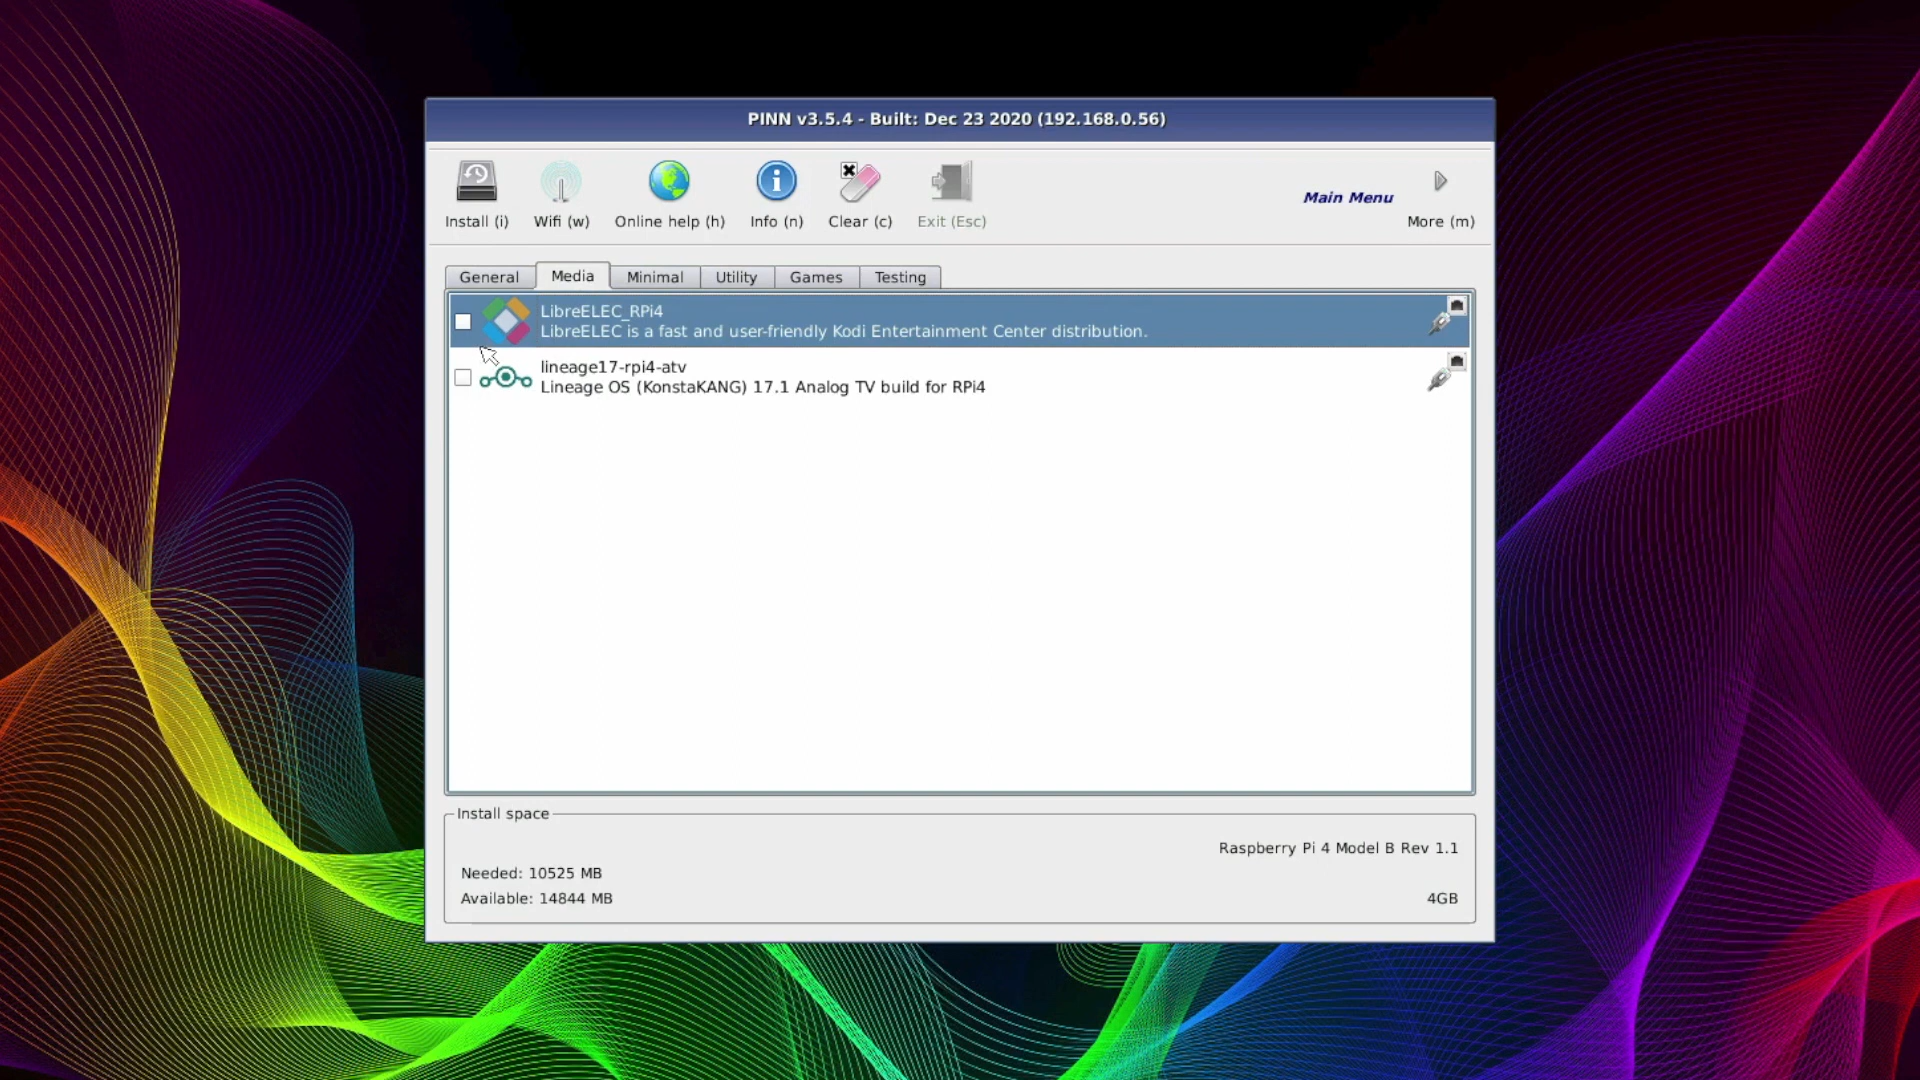 PINN v3.5.4 - Built: Dec 23 2020 (192.168.0.56)
Install (i)
Wifi (w)
Online help (h)
Info (n)
Clear (c)
Exit (Esc)
Main Menu
More (m)
General
Media
Minimal
Utility
Games
Testing
LibreELEC_RPi4
LibreELEC is a fast and user-friendly Kodi Entertainment Center distribution.
lineage17-rpi4-atv
Lineage OS (KonstaKANG) 17.1 Analog TV build for RPi4
Install space
Raspberry Pi 4 Model B Rev 1.1
Needed: 10525 MB
Available: 14844 MB
4GB